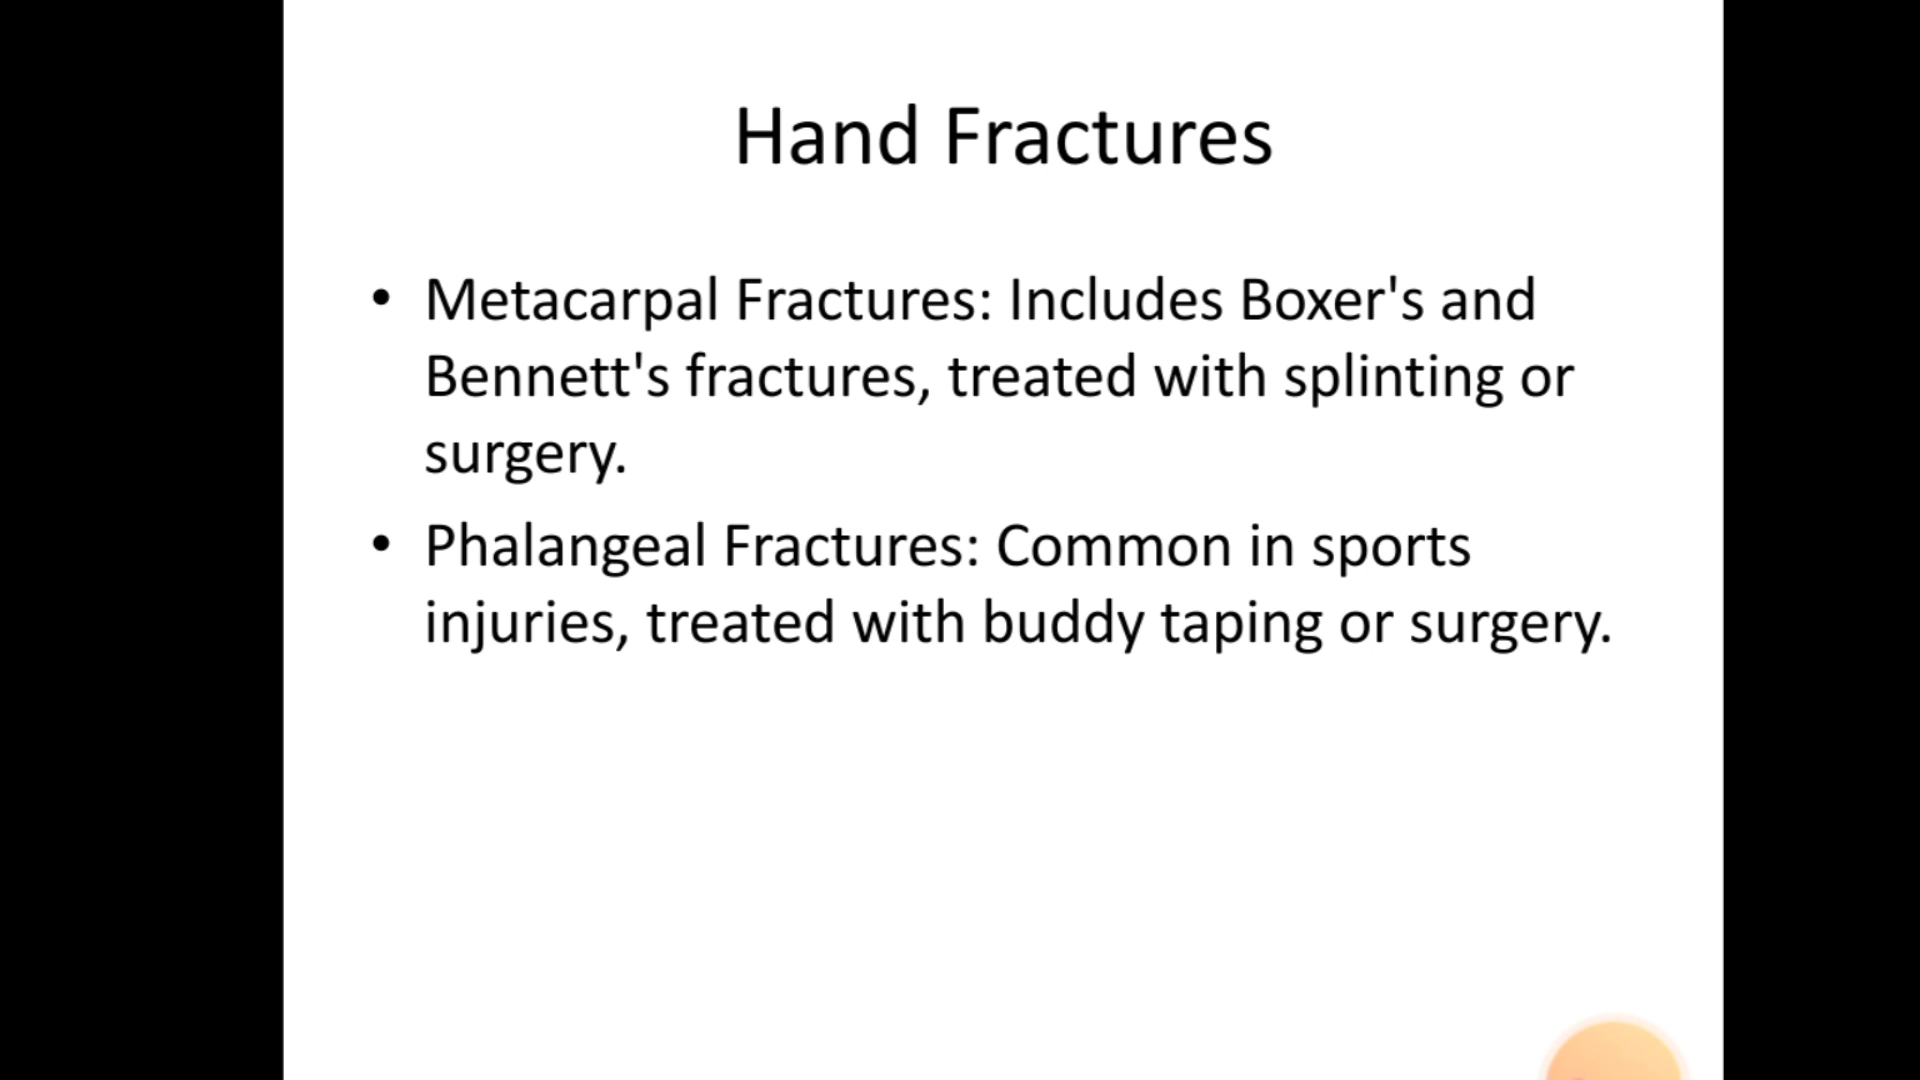 Hand Fractures
• Metacarpal Fractures: Includes Boxer's and
Bennett's fractures, treated with splinting or
surgery.
• Phalangeal Fractures: Common in sports
injuries, treated with buddy taping or surgery.